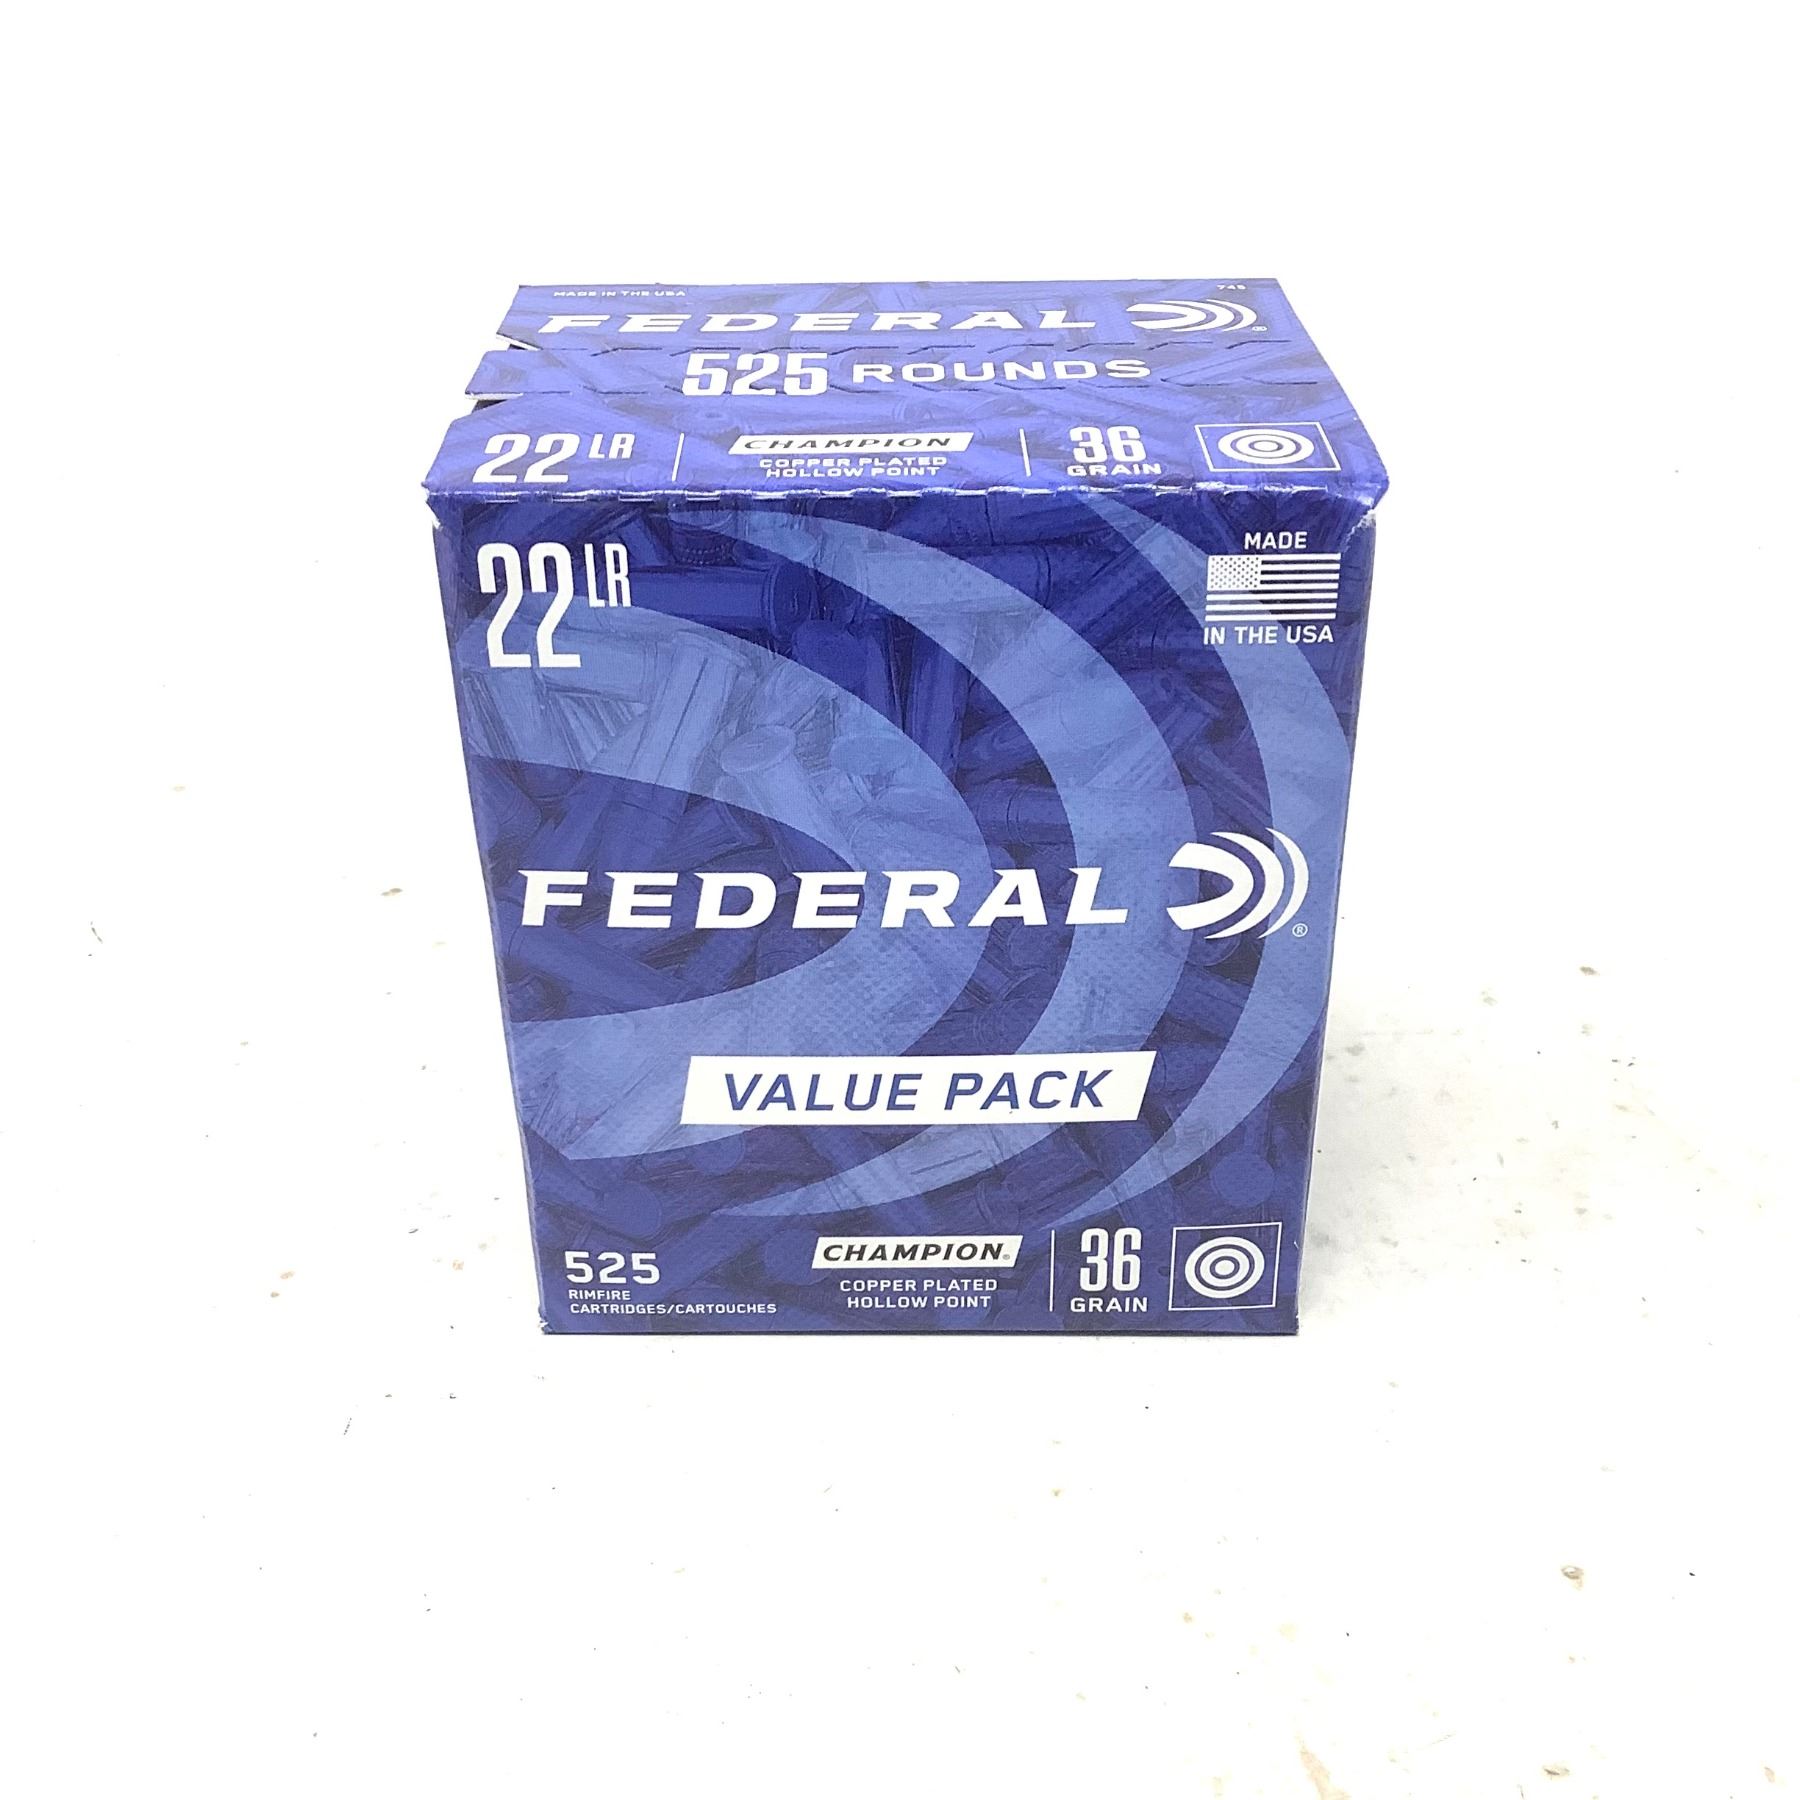 MADE IN THE USA
745
FEDERAL ®
525 ROUNDS
22 LR
CHAMPION
COPPER PLATED
HOLLOW POINT
36
GRAIN
22 LR
MADE
IN THE USA
FEDERAL ®
VALUE PACK
525
RIMFIRE
CARTRIDGES/CARTOUCHES
CHAMPION®
COPPER PLATED
HOLLOW POINT
36
GRAIN